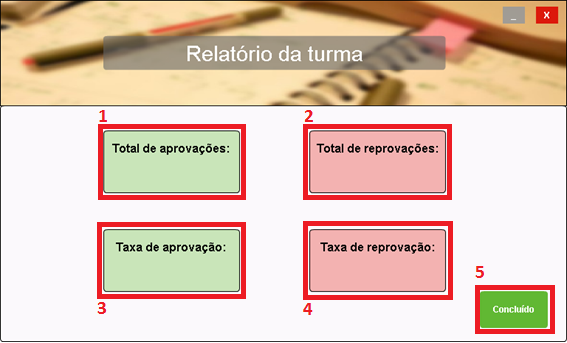 _ X
Relatório da turma
1 2
Total de aprovações: Total de reprovações:
Taxa de aprovação: Taxa de reprovação:
3 4
5
Concluído